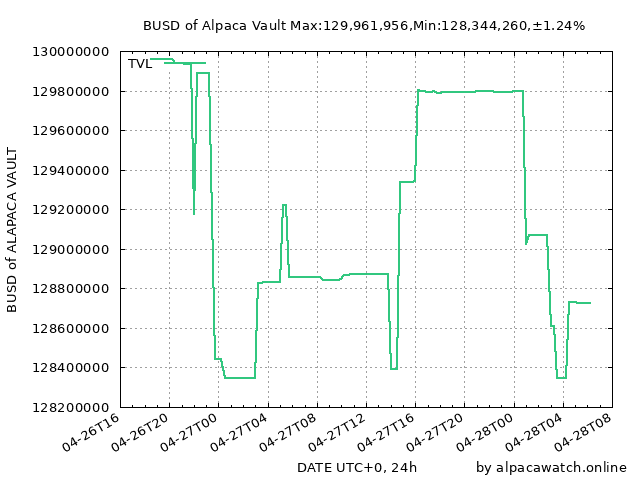 BUSD of Alpaca Vault Max:129,961,956,Min:128,344,260,±1.24%
TVL
130000000
129800000
129600000
129400000
129200000
129000000
128800000
128600000
128400000
128200000
BUSD of ALAPACA VAULT
04-26T16
04-26T20
04-27T00
04-27T04
04-27T08
04-27T12
04-27T16
04-27T20
04-28T00
04-28T04
04-28T08
DATE UTC+0, 24h
by alpacawatch.online